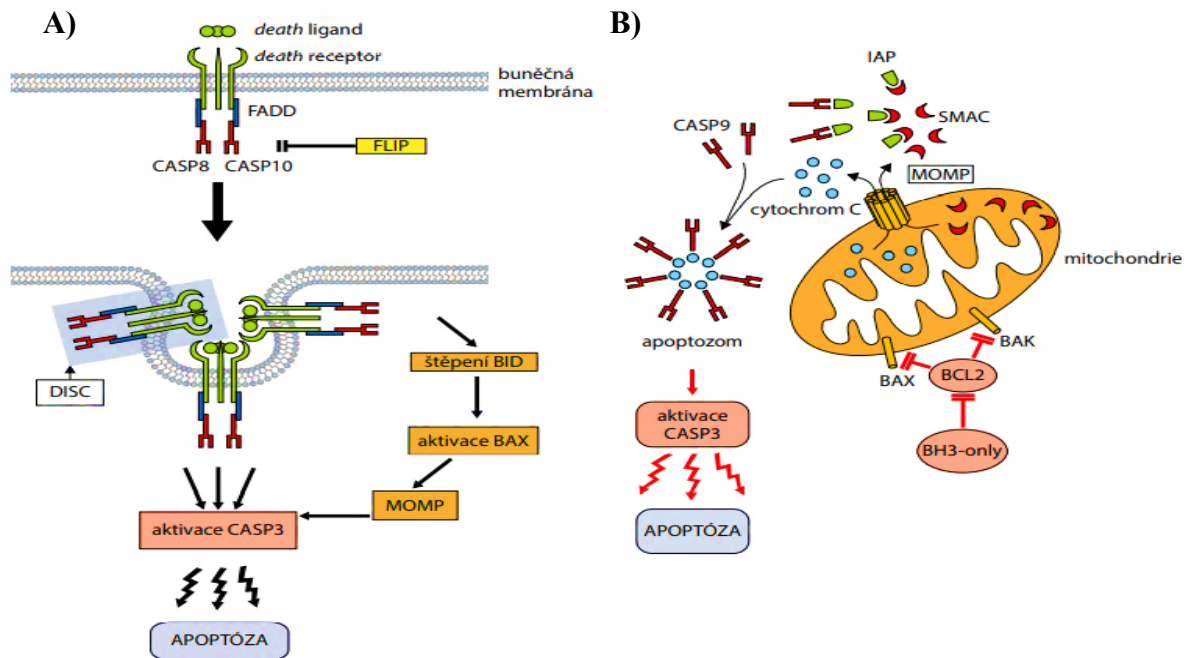 A)
death ligand
death receptor
buněčná
membrána
FADD
CASP8
CASP10
FLIP
DISC
štěpení BID
aktivace BAX
MOMP
aktivace CASP3
APOPTÓZA
B)
IAP
SMAC
CASP9
MOMP
cytochrom C
mitochondrie
apoptozom
BAK
BAX
BCL2
BH3-only
aktivace
CASP3
APOPTÓZA